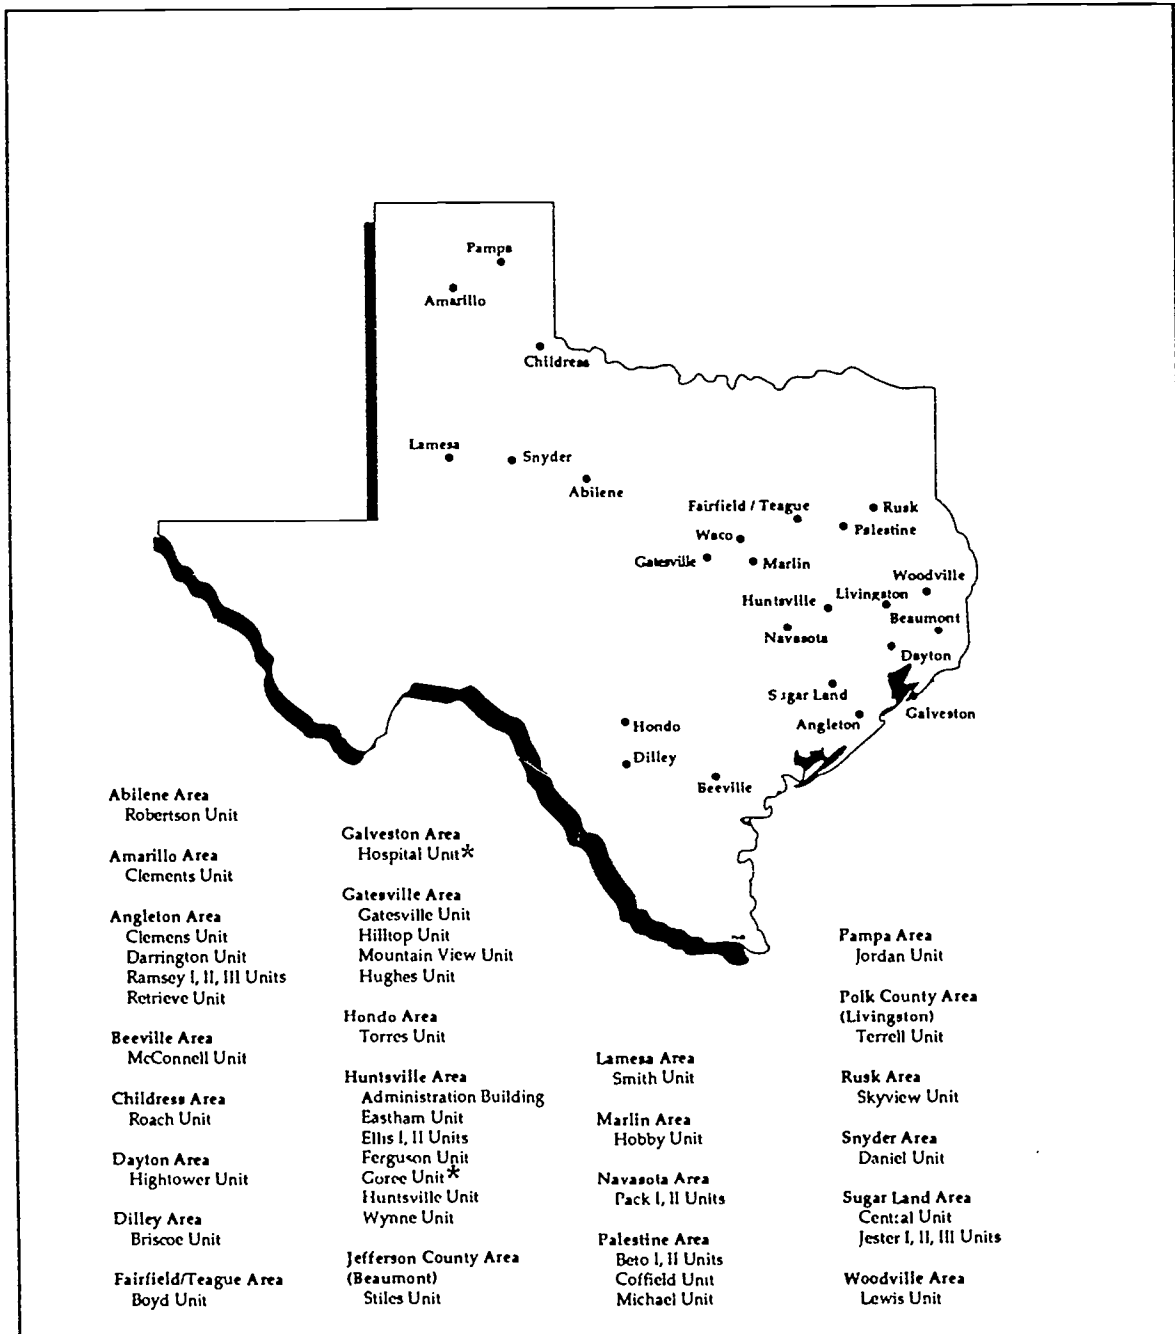 Pampa
Amarillo
Childress
Lamesa
Snyder
Abilene
Fairfield / Teague
Rusk
Palestine
Waco
Gatesville
Marlin
Woodville
Livingston
Huntsville
Beaumont
Navasota
Dayton
Sugar Land
Galveston
Angleton
Hondo
Dilley
Beeville
Abilene Area
Robertson Unit
Amarillo Area
Clements Unit
Angleton Area
Clemens Unit
Darrington Unit
Ramsey I, II, III Units
Retrieve Unit
Beeville Area
McConnell Unit
Childress Area
Roach Unit
Dayton Area
Hightower Unit
Dilley Area
Briscoe Unit
Fairfield/Teague Area
Boyd Unit
Galveston Area
Hospital Unit*
Gatesville Area
Gatesville Unit
Hilltop Unit
Mountain View Unit
Hughes Unit
Hondo Area
Torres Unit
Huntsville Area
Administration Building
Eastham Unit
Ellis I, II Units
Ferguson Unit
Goree Unit*
Huntsville Unit
Wynne Unit
Jefferson County Area
(Beaumont)
Stiles Unit
Lamesa Area
Smith Unit
Marlin Area
Hobby Unit
Navasota Area
Pack I, II Units
Palestine Area
Beto I, II Units
Coffield Unit
Michael Unit
Pampa Area
Jordan Unit
Polk County Area
(Livingston)
Terrell Unit
Rusk Area
Skyview Unit
Snyder Area
Daniel Unit
Sugar Land Area
Central Unit
Jester I, II, III Units
Woodville Area
Lewis Unit